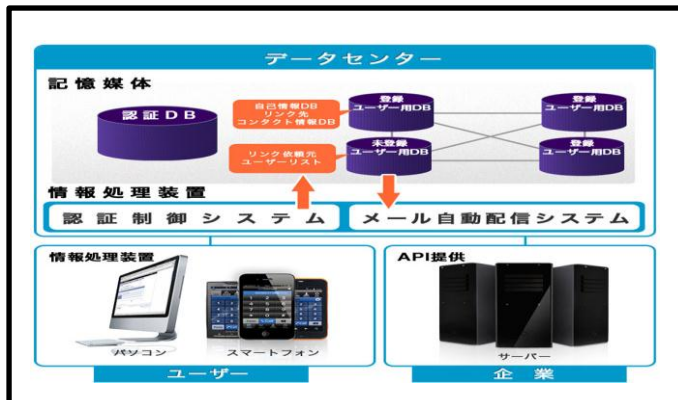 データセンター
記憶媒体
認証DB
自己情報DB
リンク先
コンタクト情報DB
登録
ユーザー用DB
登録
ユーザー用DB
リンク依頼元
ユーザーリスト
未登録
ユーザー用DB
登録
ユーザー用DB
情報処理装置
認証制御システム
メール自動配信システム
情報処理装置
API提供
パソコン
スマートフォン
サーバー
ユーザー
企業